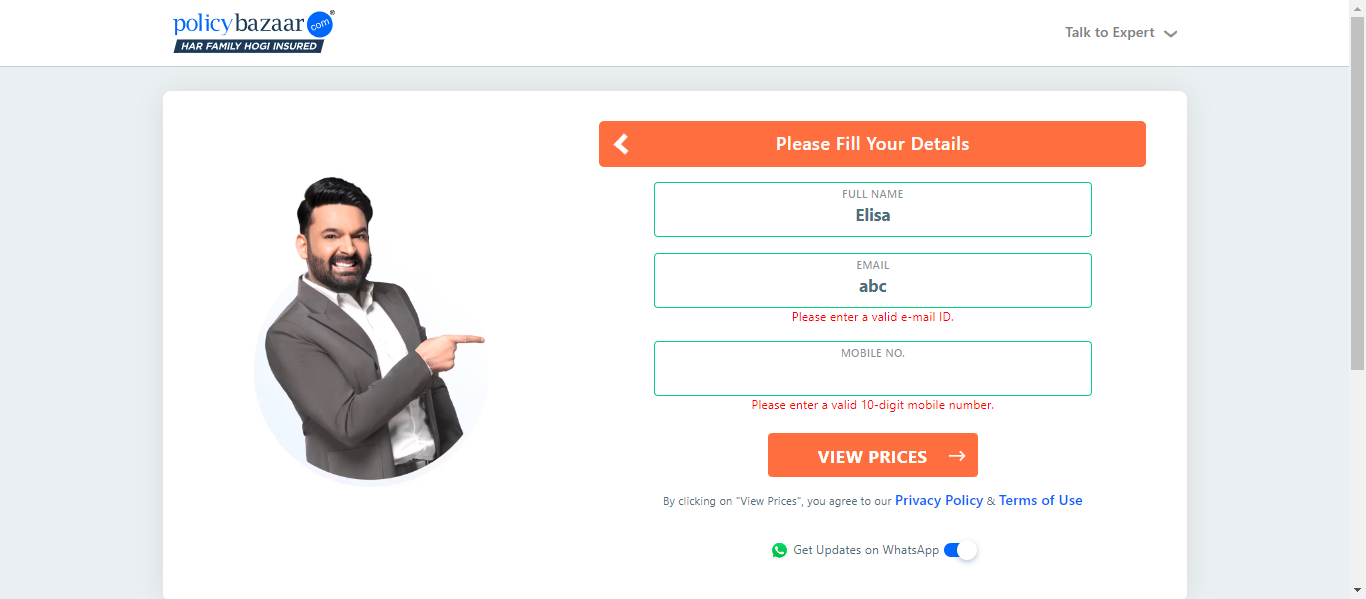 policybazaar.com®
HAR FAMILY HOGI INSURED
Talk to Expert
Please Fill Your Details
FULL NAME
Elisa
EMAIL
abc
Please enter a valid e-mail ID.
MOBILE NO.
Please enter a valid 10-digit mobile number.
VIEW PRICES →
By clicking on "View Prices", you agree to our Privacy Policy & Terms of Use
Get Updates on WhatsApp